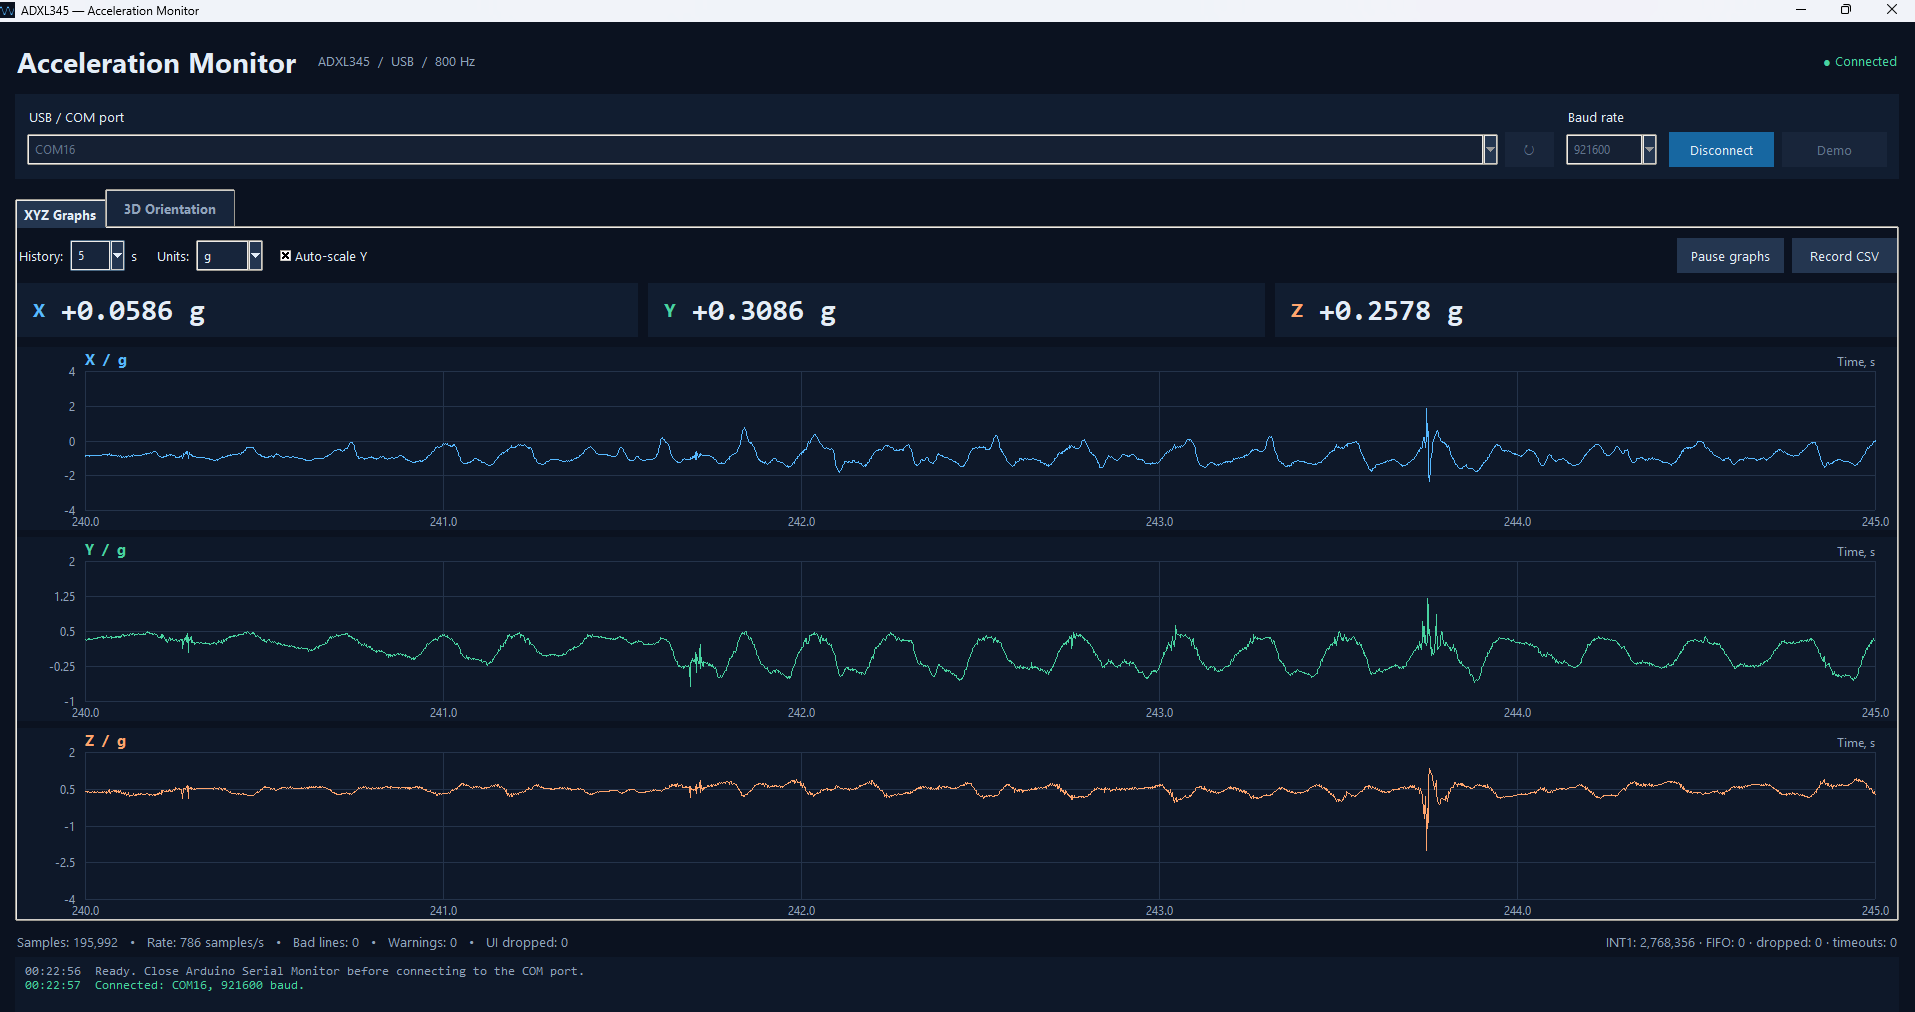 ADXL345 — Acceleration Monitor
Acceleration Monitor ADXL345 / USB / 800 Hz ● Connected
USB / COM port Baud rate
COM16 ↻ 921600 Disconnect Demo
XYZ Graphs 3D Orientation
History: 5 s Units: g Auto-scale Y Pause graphs Record CSV
X +0.0586 g Y +0.3086 g Z +0.2578 g
X / g Time, s
4
2
0
-2
-4
240.0 241.0 242.0 243.0 244.0 245.0
Y / g Time, s
2
1.25
0.5
-0.25
-1
240.0 241.0 242.0 243.0 244.0 245.0
Z / g Time, s
2
0.5
-1
-2.5
-4
240.0 241.0 242.0 243.0 244.0 245.0
Samples: 195,992 • Rate: 786 samples/s • Bad lines: 0 • Warnings: 0 • UI dropped: 0 INT1: 2,768,356 · FIFO: 0 · dropped: 0 · timeouts: 0
00:22:56 Ready. Close Arduino Serial Monitor before connecting to the COM port.
00:22:57 Connected: COM16, 921600 baud.